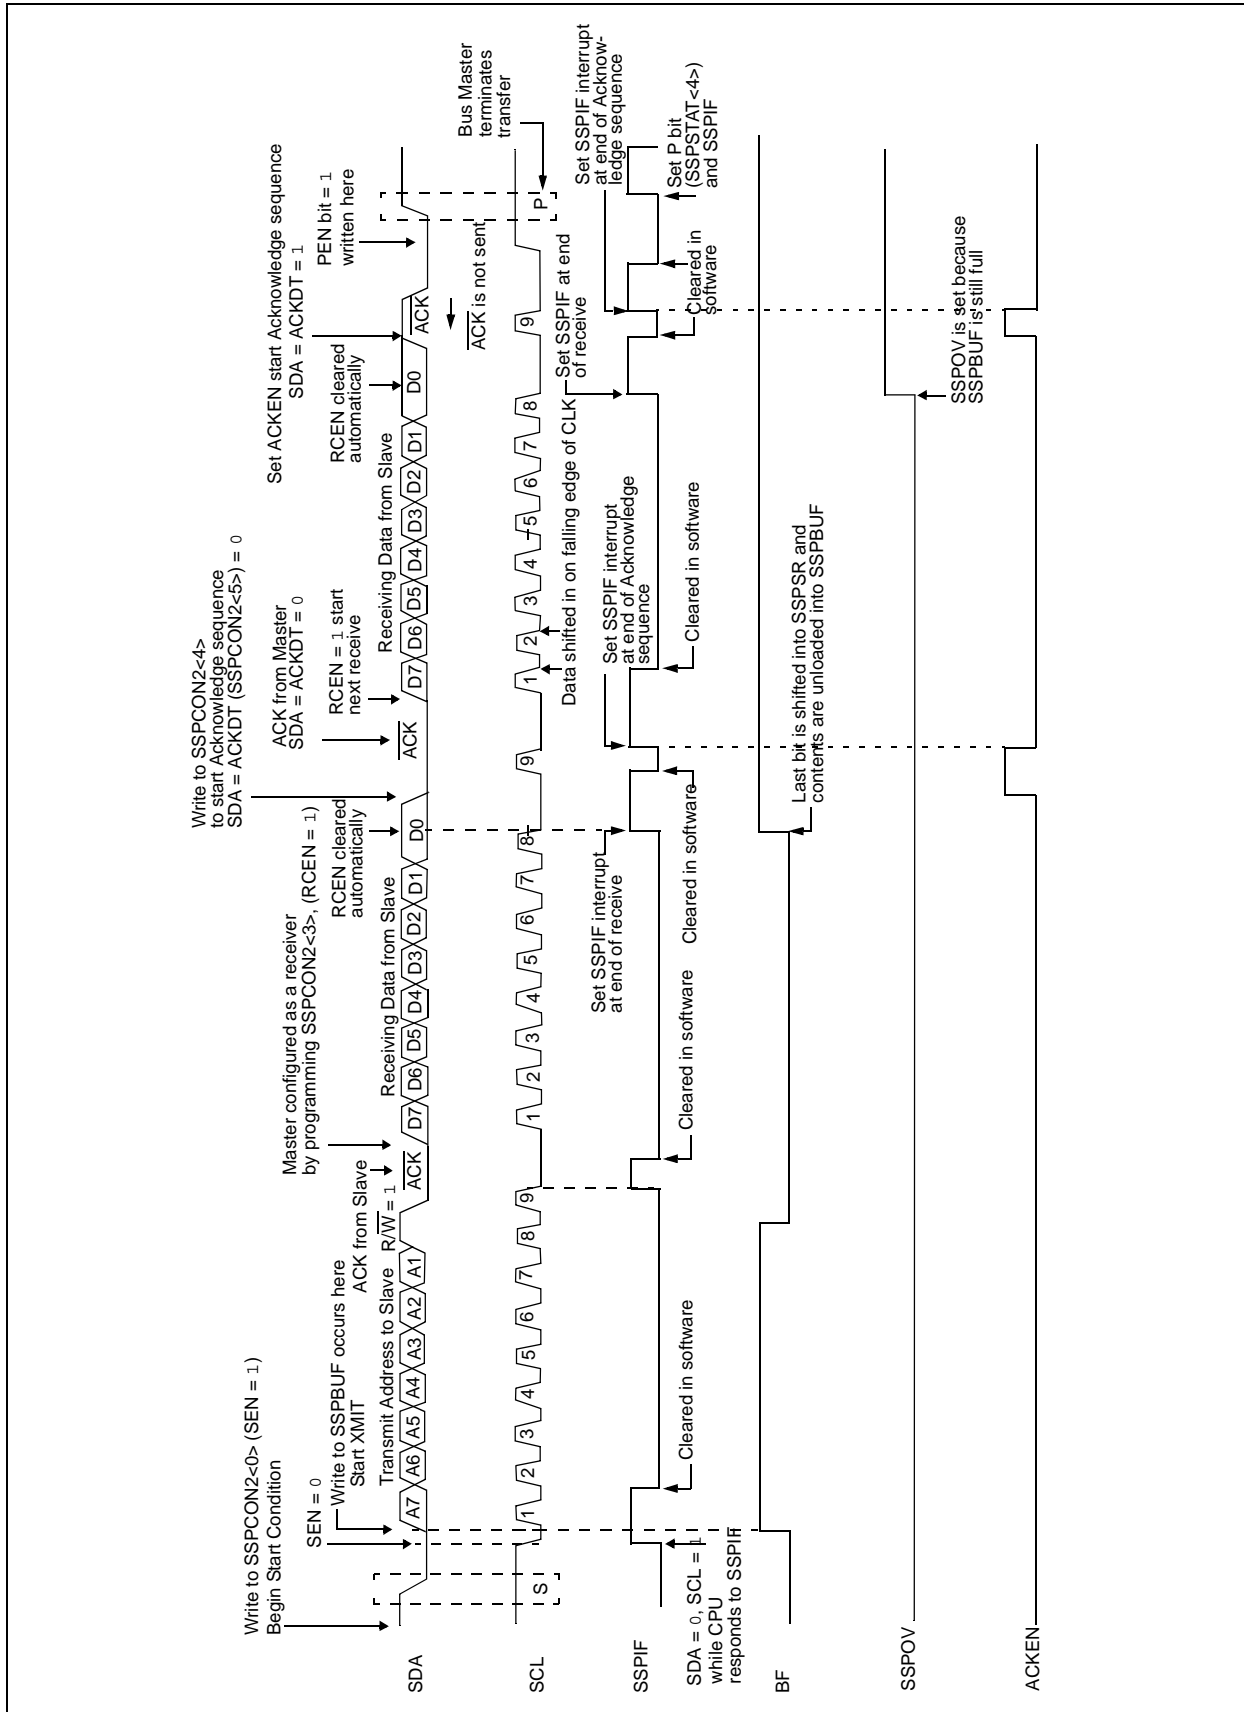 Write to SSPCON2<0> (SEN = 1)
Begin Start Condition
SEN = 0
Write to SSPBUF occurs here
Start XMIT
Master configured as a receiver
by programming SSPCON2<3>, (RCEN = 1)
ACK from Slave
Write to SSPCON2<4>
to start Acknowledge sequence
SDA = ACKDT (SSPCON2<5>) = 0
RCEN cleared
automatically
ACK from Master
SDA = ACKDT = 0
RCEN = 1 start
next receive
Set ACKEN start Acknowledge sequence
SDA = ACKDT = 1
RCEN cleared
automatically
PEN bit = 1
written here
Transmit Address to Slave
R/W = 1
Receiving Data from Slave
Receiving Data from Slave
SDA
A7 A6 A5 A4 A3 A2 A1
ACK
D7 D6 D5 D4 D3 D2 D1 D0
ACK
D7 D6 D5 D4 D3 D2 D1 D0
ACK
ACK is not sent
Bus Master
terminates
transfer
SCL
S
1 2 3 4 5 6 7 8 9
1 2 3 4 5 6 7 8 9
1 2 3 4 5 6 7 8 9
P
Data shifted in on falling edge of CLK
Set SSPIF interrupt
at end of receive
Set SSPIF interrupt
at end of Acknowledge
sequence
Set SSPIF at end
of receive
Set SSPIF interrupt
at end of Acknow-
ledge sequence
SSPIF
SDA = 0, SCL = 1
while CPU
responds to SSPIF
Cleared in software
Cleared in software
Cleared in software
Cleared in software
Cleared in
software
Set P bit
(SSPSTAT<4>)
and SSPIF
BF
Last bit is shifted into SSPSR and
contents are unloaded into SSPBUF
SSPOV
SSPOV is set because
SSPBUF is still full
ACKEN